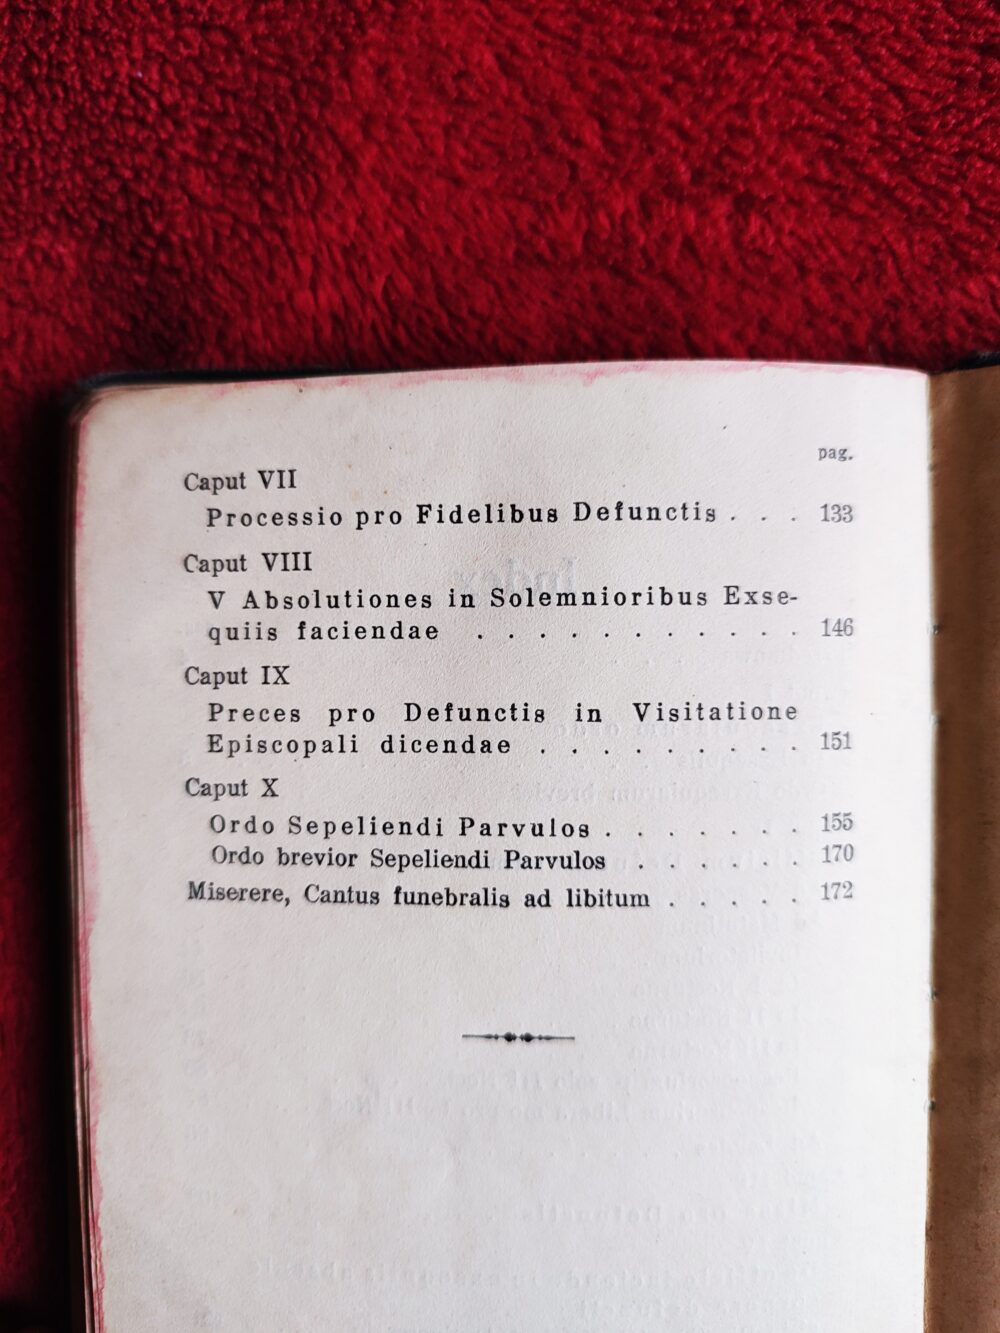 pag.
Caput VII
Processio pro Fidelibus Defunctis . . . 133
Caput VIII
V Absolutiones in Solemnioribus Exse-
quiis faciendae . . . . . . . . . . . 146
Caput IX
Preces pro Defunctis in Visitatione
Episcopali dicendae . . . . . . . . . 151
Caput X
Ordo Sepeliendi Parvulos . . . . . . . 155
Ordo brevior Sepeliendi Parvulos . . . . . . 170
Miserere, Cantus funebralis ad libitum . . . . . 172